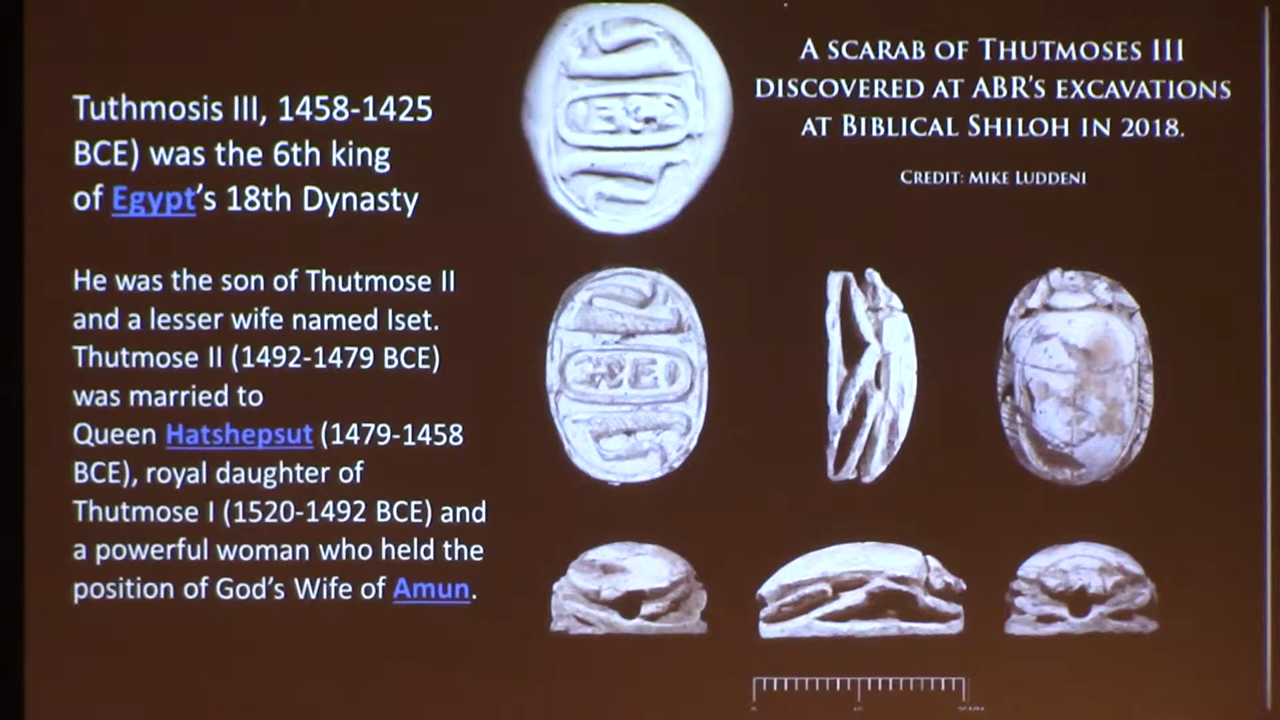 Tuthmosis III, 1458-1425
BCE) was the 6th king
of Egypt's 18th Dynasty
He was the son of Thutmose II
and a lesser wife named Iset.
Thutmose II (1492-1479 BCE)
was married to
Queen Hatshepsut (1479-1458
BCE), royal daughter of
Thutmose I (1520-1492 BCE) and
a powerful woman who held the
position of God's Wife of Amun.
A SCARAB OF THUTMOSES III
DISCOVERED AT ABR'S EXCAVATIONS
AT BIBLICAL SHILOH IN 2018.
CREDIT: MIKE LUDDENI